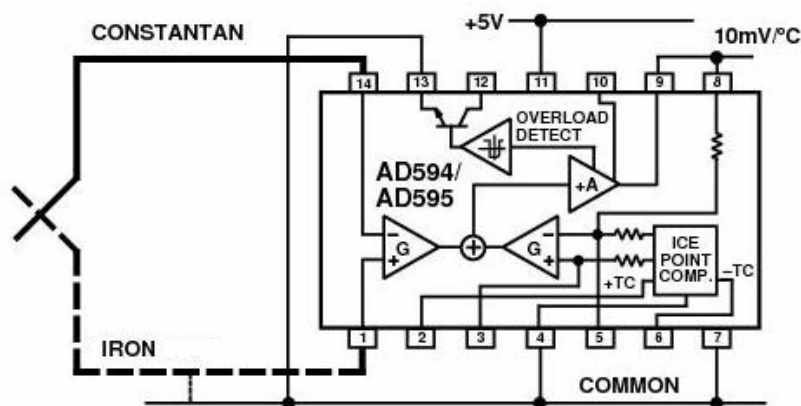 CONSTANTAN
+5V
10mV/°C
14 13 12 11 10 9 8
OVERLOAD
DETECT
AD594/
AD595
+A
− G +
+
− G +
ICE
POINT
COMP.
+TC
−TC
1 2 3 4 5 6 7
IRON
COMMON